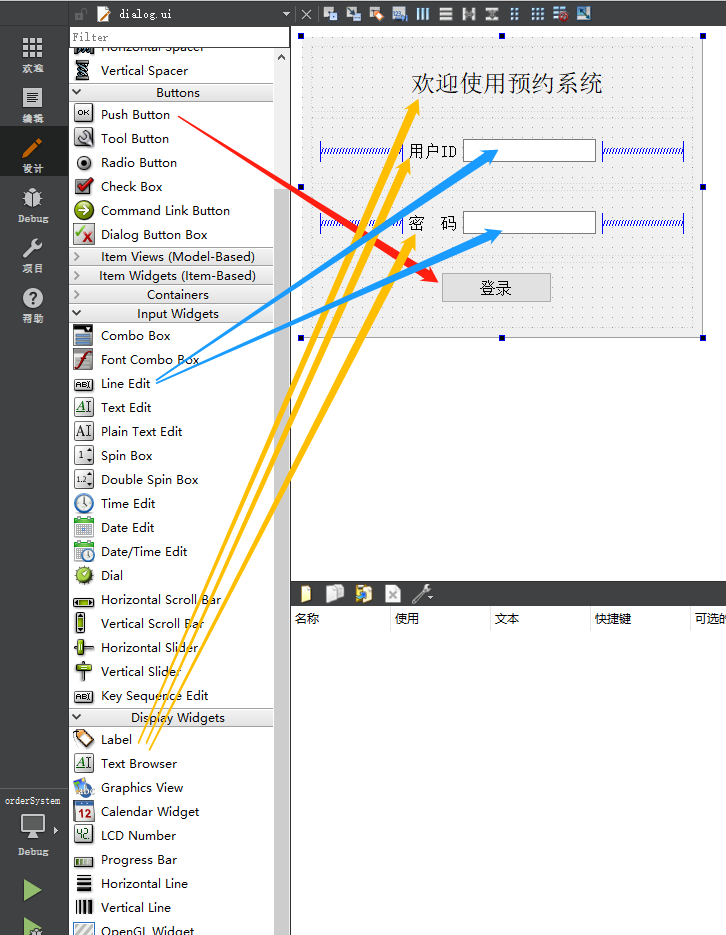 dialog.ui
Filter
欢迎
编辑
设计
Debug
项目
帮助
orderSystem
Debug
Horizontal Spacer
Vertical Spacer
Buttons
OK
Push Button
Tool Button
Radio Button
Check Box
Command Link Button
Dialog Button Box
Item Views (Model-Based)
Item Widgets (Item-Based)
Containers
Input Widgets
Combo Box
Font Combo Box
Line Edit
Text Edit
Plain Text Edit
Spin Box
Double Spin Box
Time Edit
Date Edit
Date/Time Edit
Dial
Horizontal Scroll Bar
Vertical Scroll Bar
Horizontal Slider
Vertical Slider
Key Sequence Edit
Display Widgets
Label
Text Browser
Graphics View
Calendar Widget
LCD Number
Progress Bar
Horizontal Line
Vertical Line
OpenGL Widget
欢迎使用预约系统
用户ID
密 码
登录
名称 使用 文本 快捷键 可选的